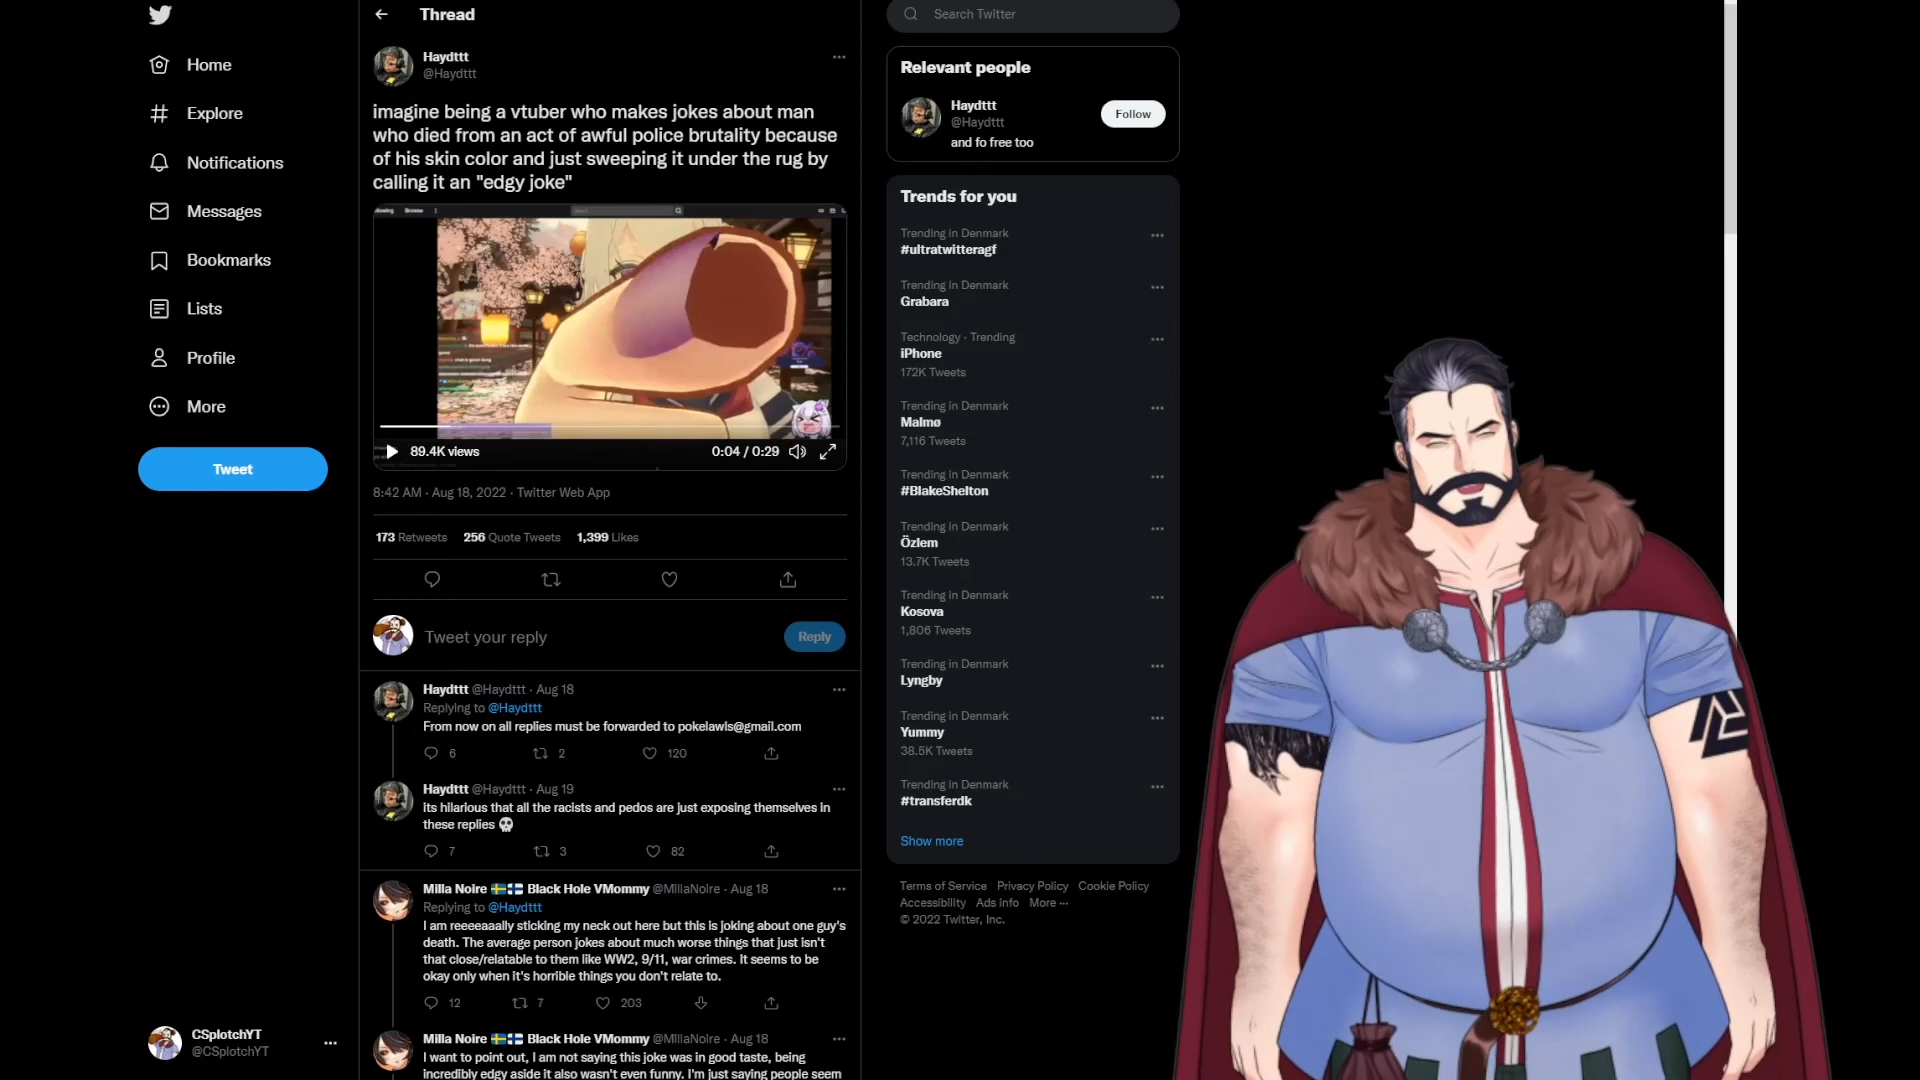 Home
Explore
Notifications
Messages
Bookmarks
Lists
Profile
More
Tweet
CSplotchYT
@CSplotchYT
Thread
Haydttt
@Haydttt
imagine being a vtuber who makes jokes about man
who died from an act of awful police brutality because
of his skin color and just sweeping it under the rug by
calling it an "edgy joke"
Browse
89.4K views
0:04 / 0:29
8:42 AM · Aug 18, 2022 · Twitter Web App
173 Retweets 256 Quote Tweets 1,399 Likes
Tweet your reply
Reply
Haydttt @Haydttt · Aug 18
Replying to @Haydttt
From now on all replies must be forwarded to pokelawls@gmail.com
6 2 120
Haydttt @Haydttt · Aug 19
Its hilarious that all the racists and pedos are just exposing themselves in
these replies 💀
7 3 82
Milla Noire 🇸🇪🇫🇮 Black Hole VMommy @MillaNoire · Aug 18
Replying to @Haydttt
I am reeeeaaally sticking my neck out here but this is joking about one guy's
death. The average person jokes about much worse things that just isn't
that close/relatable to them like WW2, 9/11, war crimes. It seems to be
okay only when it's horrible things you don't relate to.
12 7 203
Milla Noire 🇸🇪🇫🇮 Black Hole VMommy @MillaNoire · Aug 18
I want to point out, I am not saying this joke was in good taste, being
incredibly edgy aside it also wasn't even funny. I'm just saying people seem
Search Twitter
Relevant people
Haydttt
@Haydttt
Follow
and fo free too
Trends for you
Trending in Denmark
#ultratwitteragf
Trending in Denmark
Grabara
Technology · Trending
iPhone
172K Tweets
Trending in Denmark
Malmø
7,116 Tweets
Trending in Denmark
#BlakeShelton
Trending in Denmark
Özlem
13.7K Tweets
Trending in Denmark
Kosova
1,806 Tweets
Trending in Denmark
Lyngby
Trending in Denmark
Yummy
38.5K Tweets
Trending in Denmark
#transferdk
Show more
Terms of Service Privacy Policy Cookie Policy
Accessibility Ads info More ···
© 2022 Twitter, Inc.